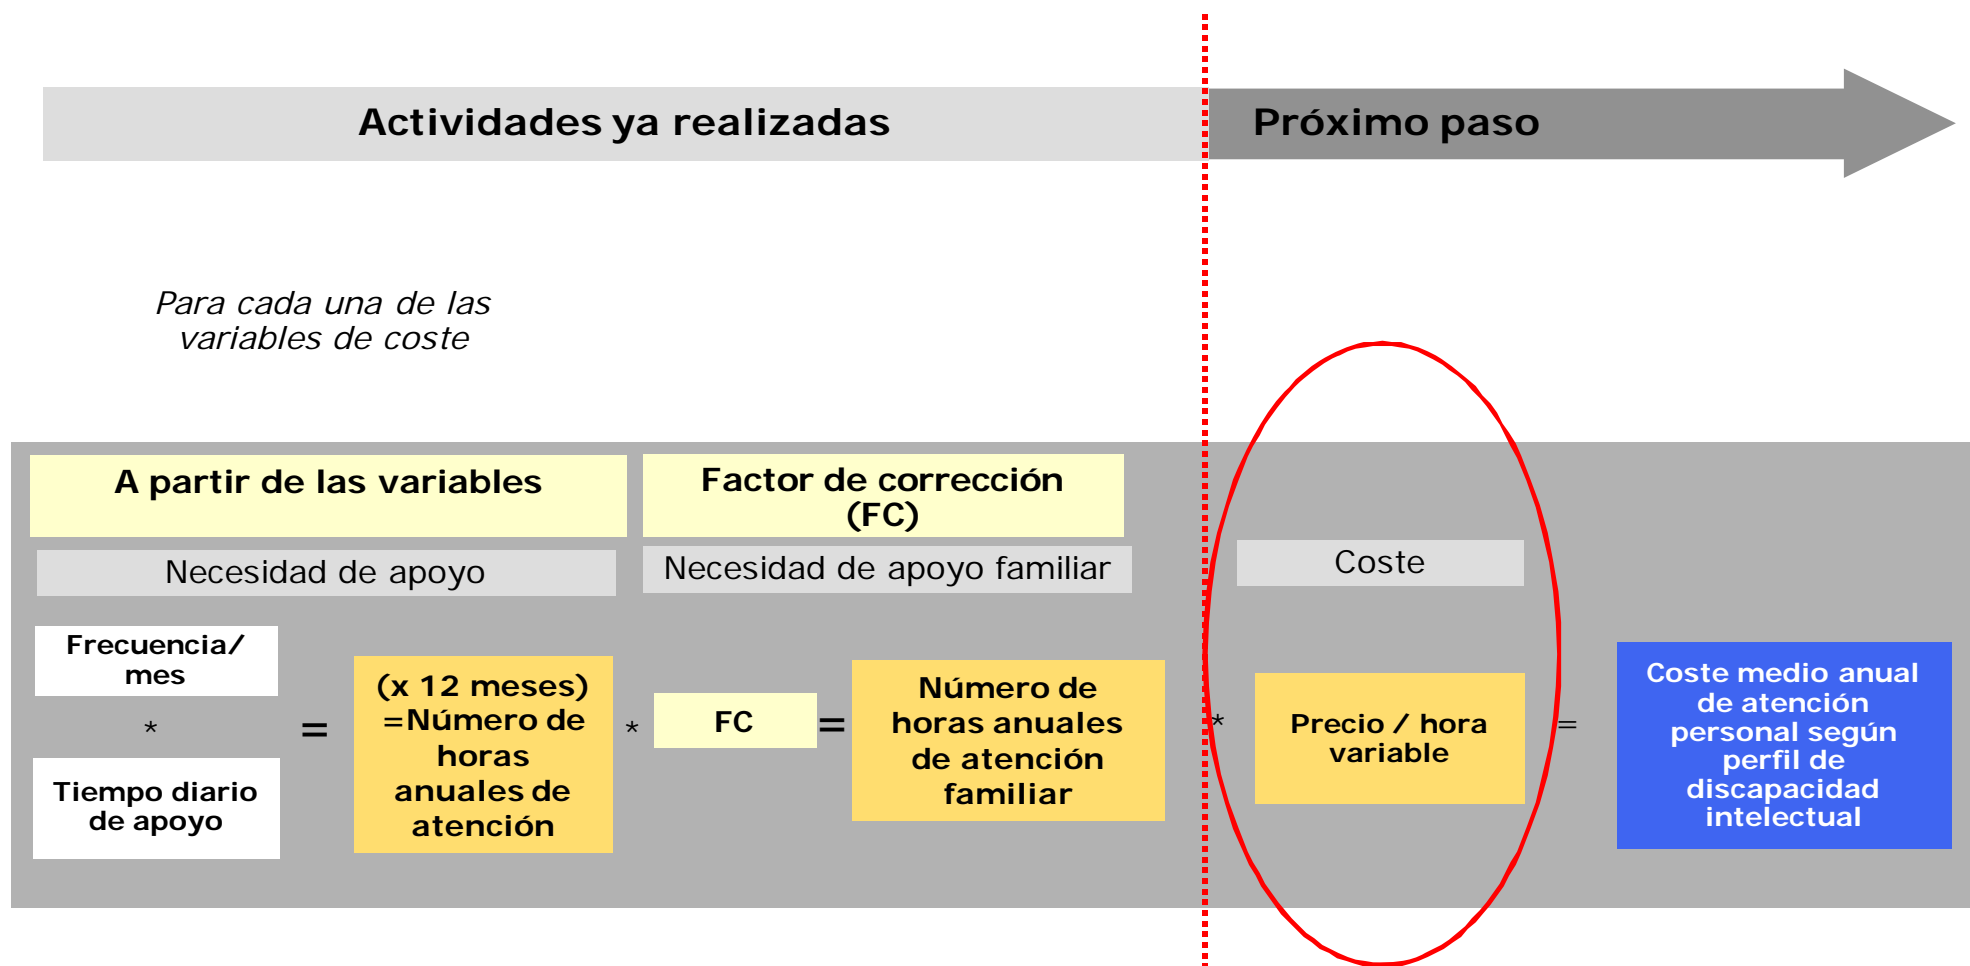 Actividades ya realizadas
Próximo paso
Para cada una de las
variables de coste
A partir de las variables
Factor de corrección
(FC)
Necesidad de apoyo
Necesidad de apoyo familiar
Coste
Frecuencia/
mes
*
Tiempo diario
de apoyo
=
(x 12 meses)
=Número de
horas
anuales de
atención
*
FC
=
Número de
horas anuales
de atención
familiar
*
Precio / hora
variable
=
Coste medio anual
de atención
personal según
perfil de
discapacidad
intelectual